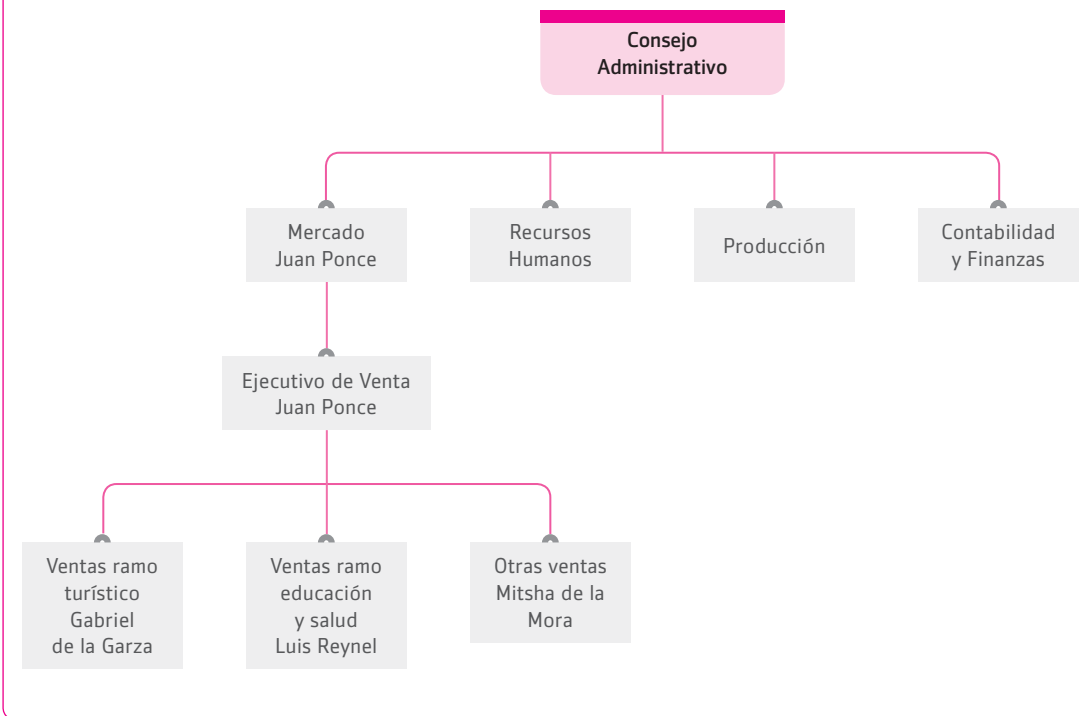 Consejo
Administrativo
Mercado
Juan Ponce
Recursos
Humanos
Producción
Contabilidad
y Finanzas
Ejecutivo de Venta
Juan Ponce
Ventas ramo
turístico
Gabriel
de la Garza
Ventas ramo
educación
y salud
Luis Reynel
Otras ventas
Mitsha de la
Mora